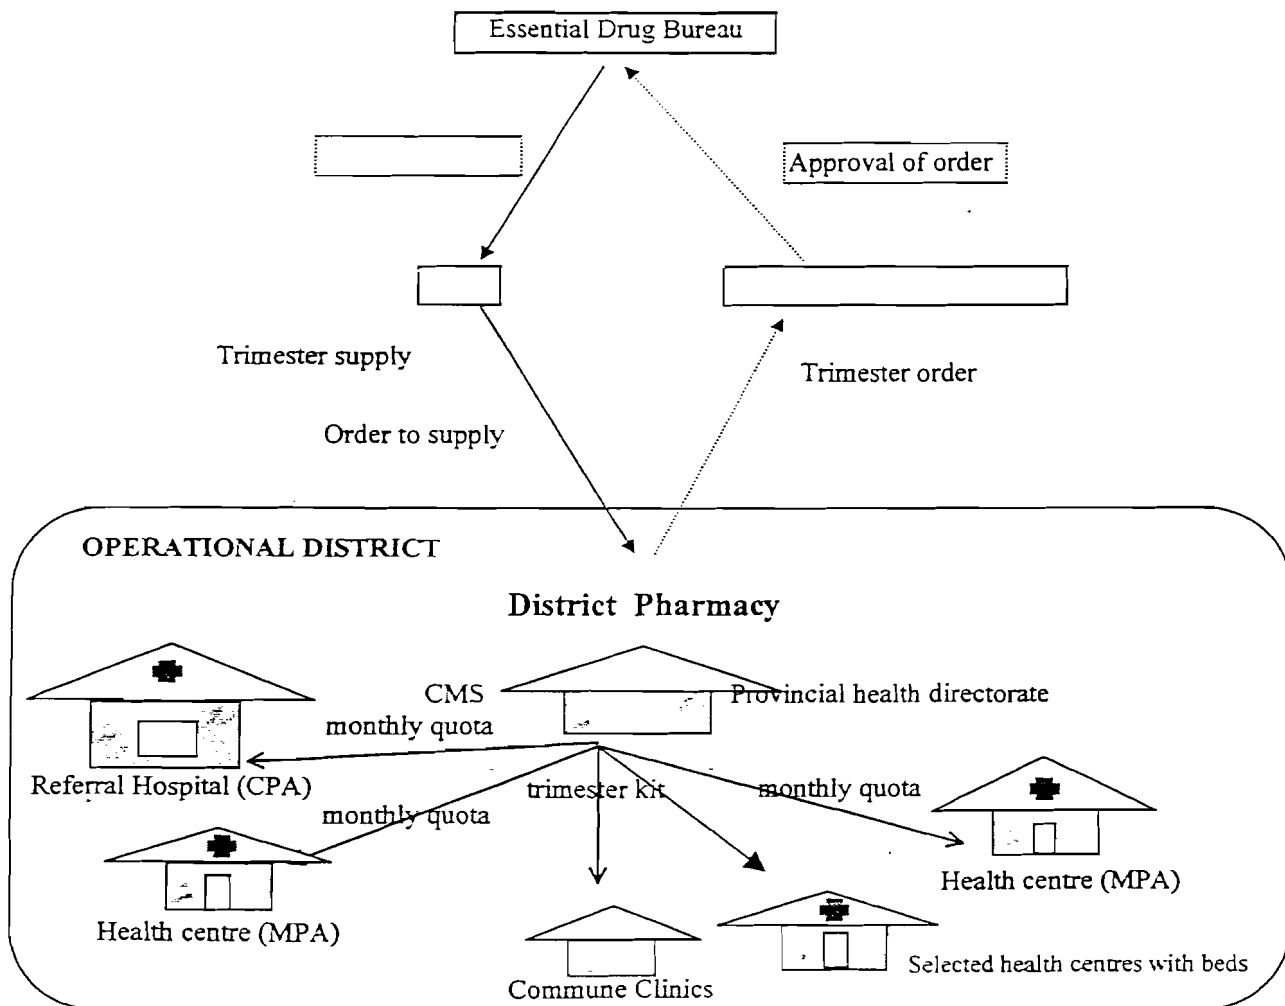 Essential Drug Bureau
Approval of order
Trimester supply
Trimester order
Order to supply
OPERATIONAL DISTRICT
District Pharmacy
CMS
Provincial health directorate
monthly quota
Referral Hospital (CPA)
trimester kit
monthly quota
monthly quota
Health centre (MPA)
Health centre (MPA)
Selected health centres with beds
Commune Clinics